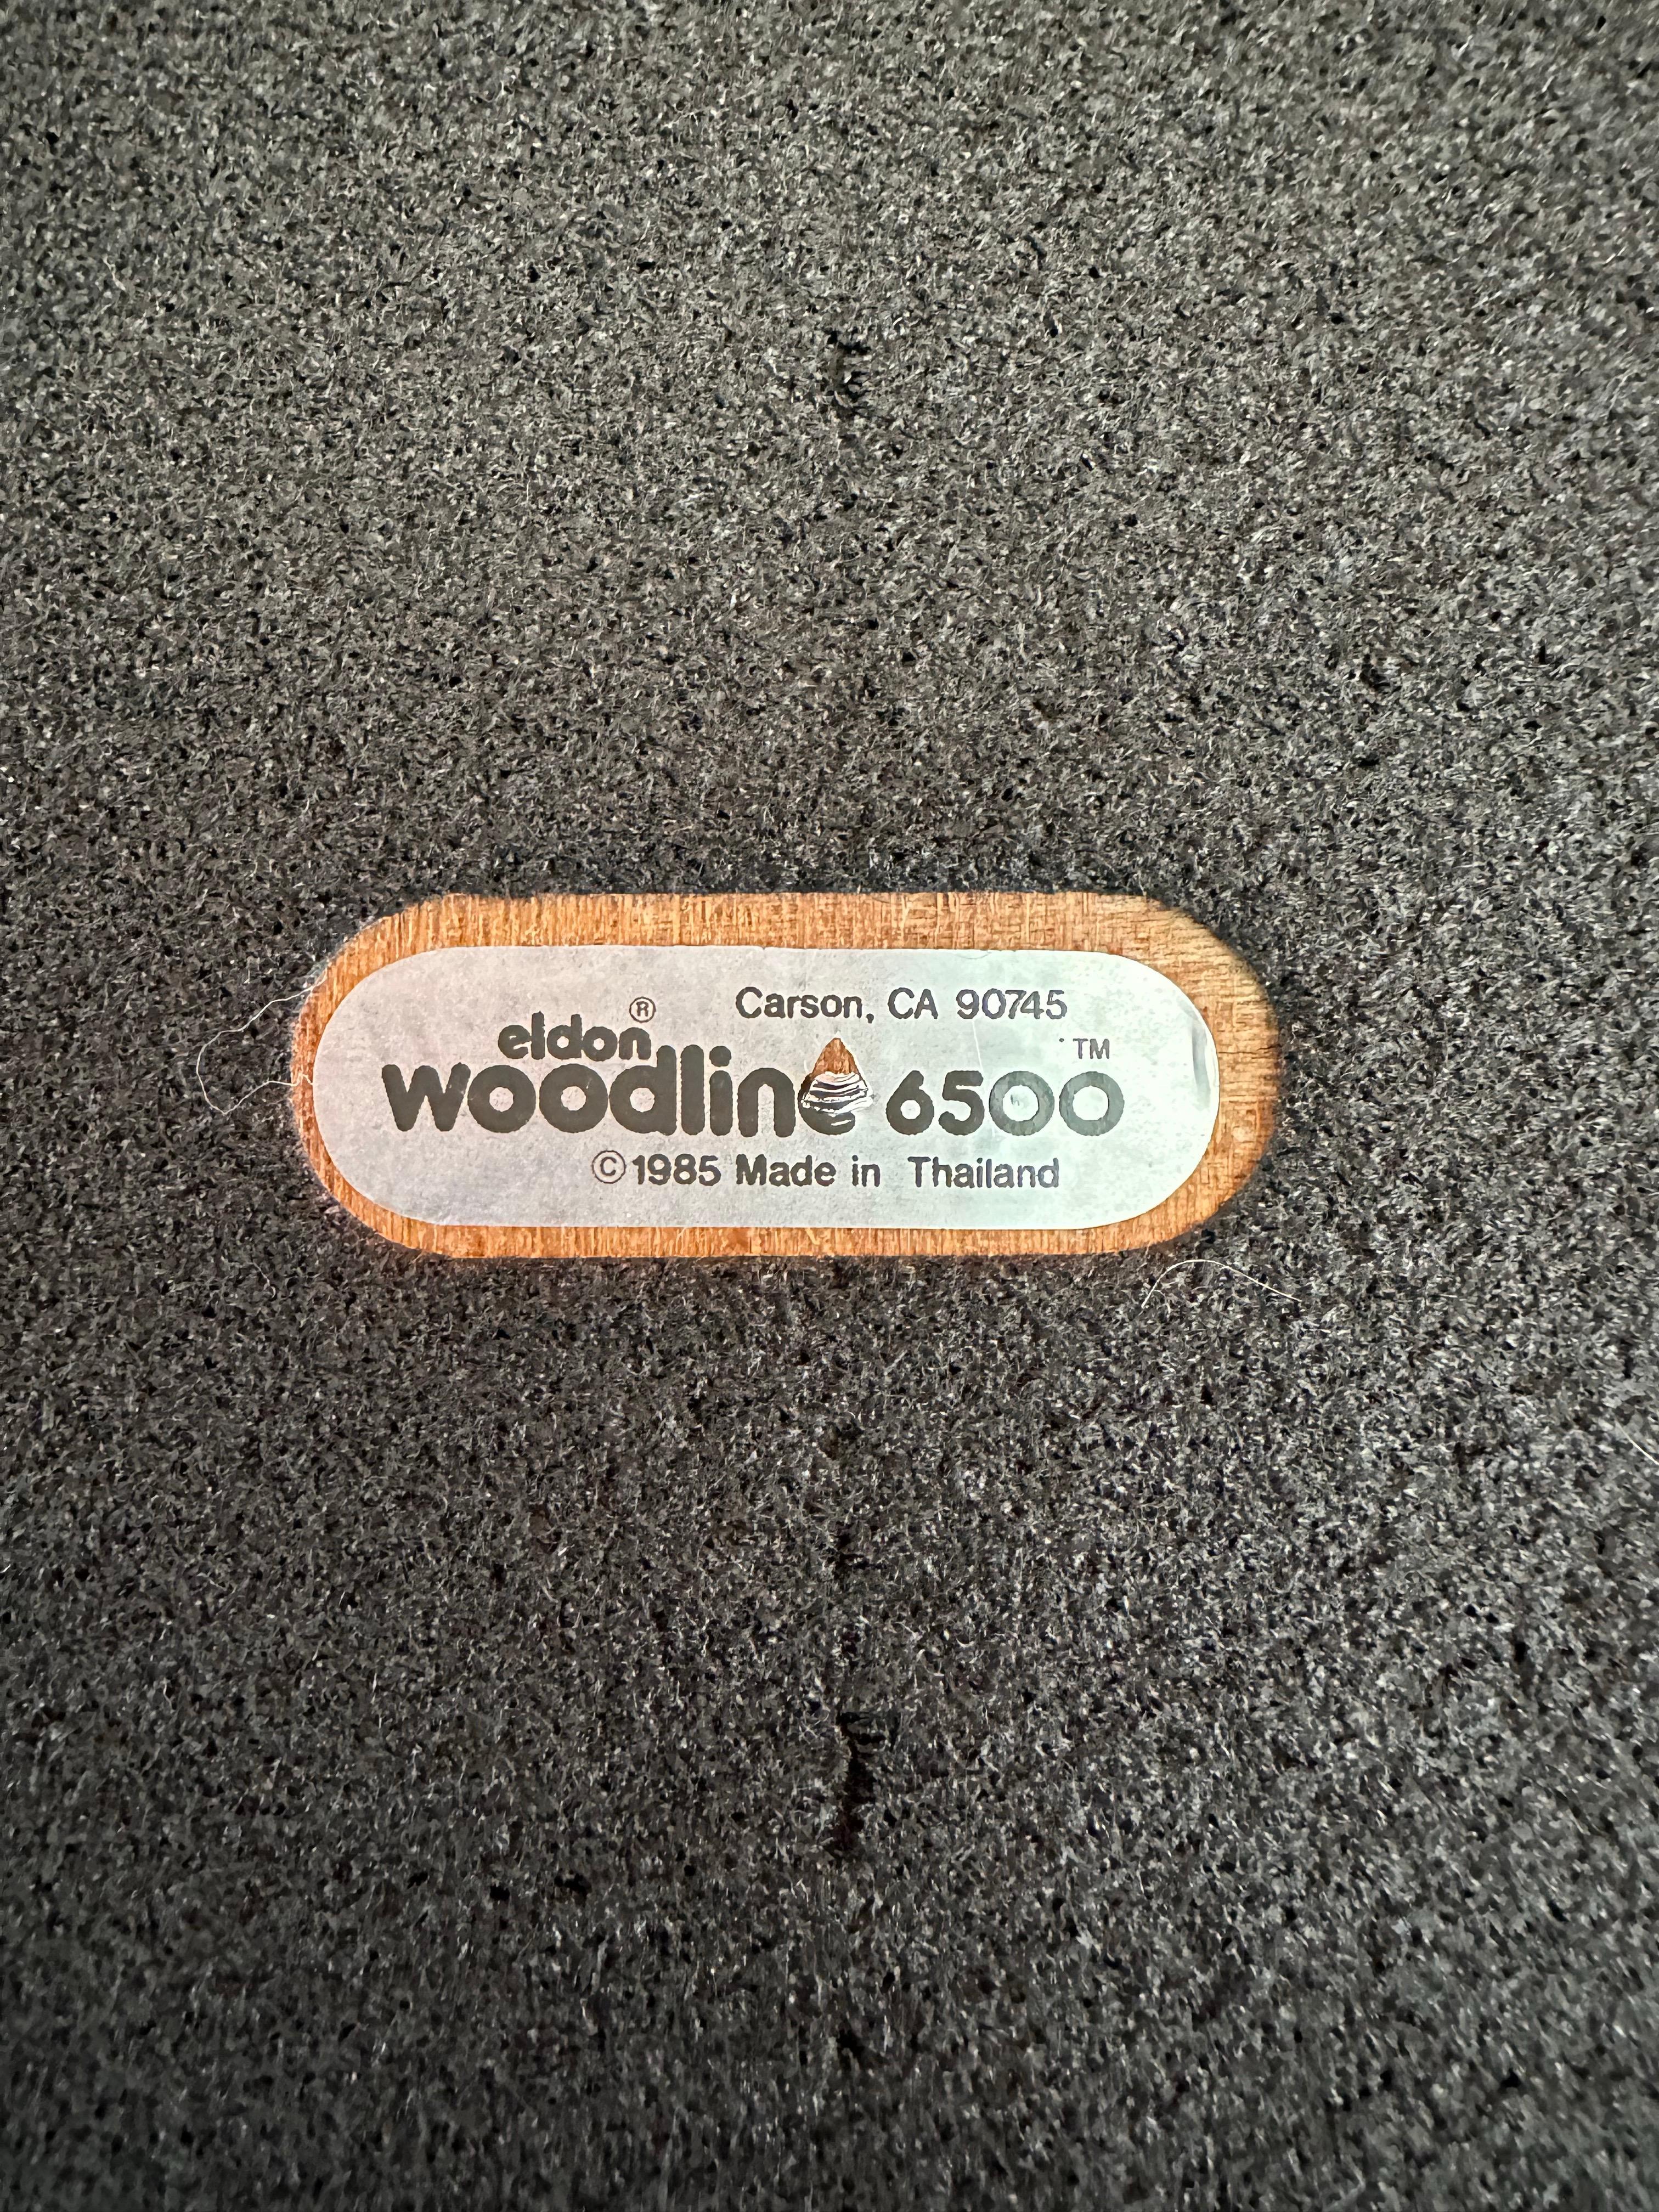 Carson, CA 90745
eldon®
woodline 6500™
©1985 Made in Thailand